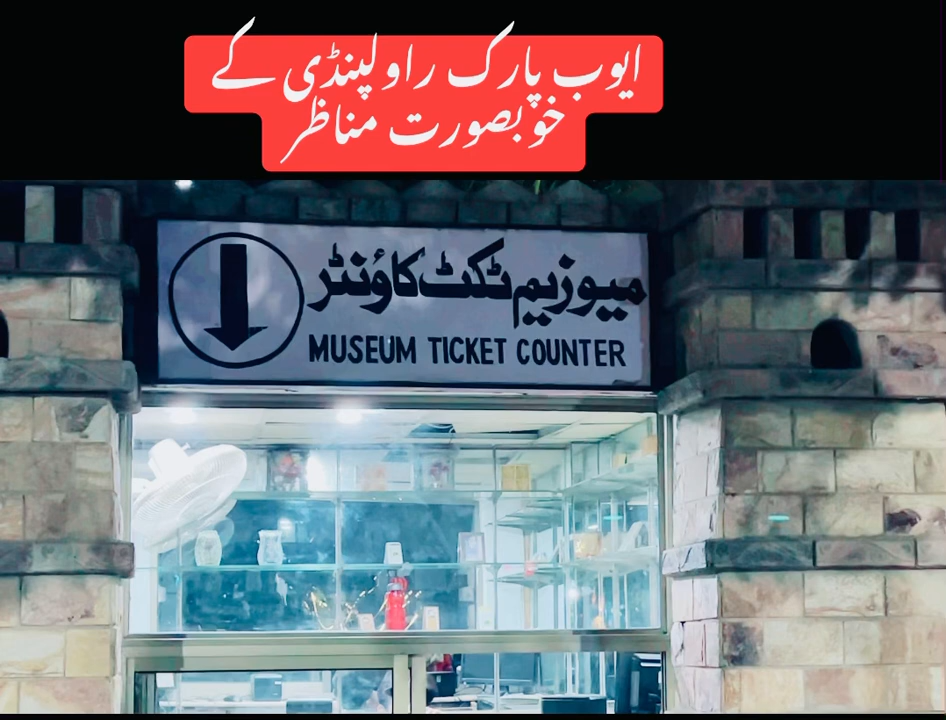 ایوب پارک راولپنڈی کے
خوبصورت مناظر
میوزیم ٹکٹ کاؤنٹر
MUSEUM TICKET COUNTER